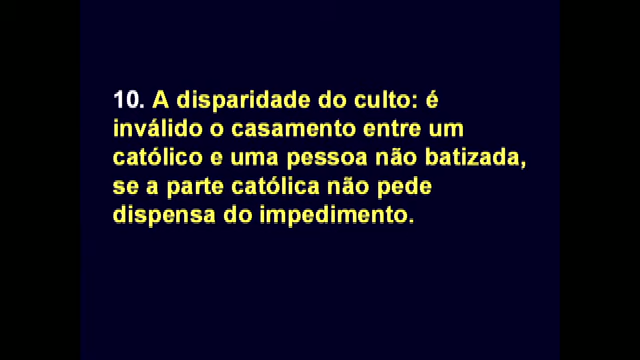 10. A disparidade do culto: é
inválido o casamento entre um
católico e uma pessoa não batizada,
se a parte católica não pede
dispensa do impedimento.